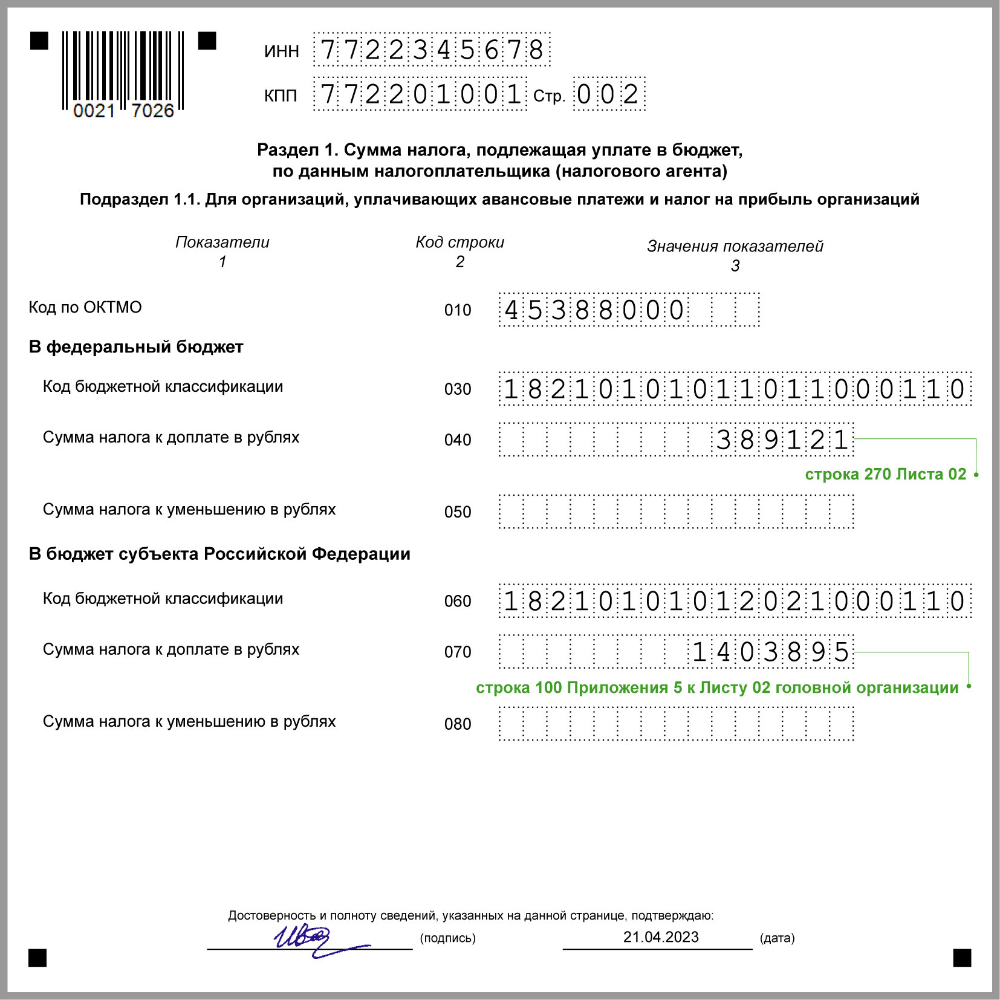 0021 7026
ИНН 7722345678
КПП 772201001 Стр. 002
Раздел 1. Сумма налога, подлежащая уплате в бюджет,
по данным налогоплательщика (налогового агента)
Подраздел 1.1. Для организаций, уплачивающих авансовые платежи и налог на прибыль организаций
Показатели Код строки Значения показателей
1 2 3
Код по ОКТМО 010 45388000
В федеральный бюджет
Код бюджетной классификации 030 18210101011011000110
Сумма налога к доплате в рублях 040 389121
строка 270 Листа 02
Сумма налога к уменьшению в рублях 050
В бюджет субъекта Российской Федерации
Код бюджетной классификации 060 18210101012021000110
Сумма налога к доплате в рублях 070 1403895
строка 100 Приложения 5 к Листу 02 головной организации
Сумма налога к уменьшению в рублях 080
Достоверность и полноту сведений, указанных на данной странице, подтверждаю:
(подпись) 21.04.2023 (дата)